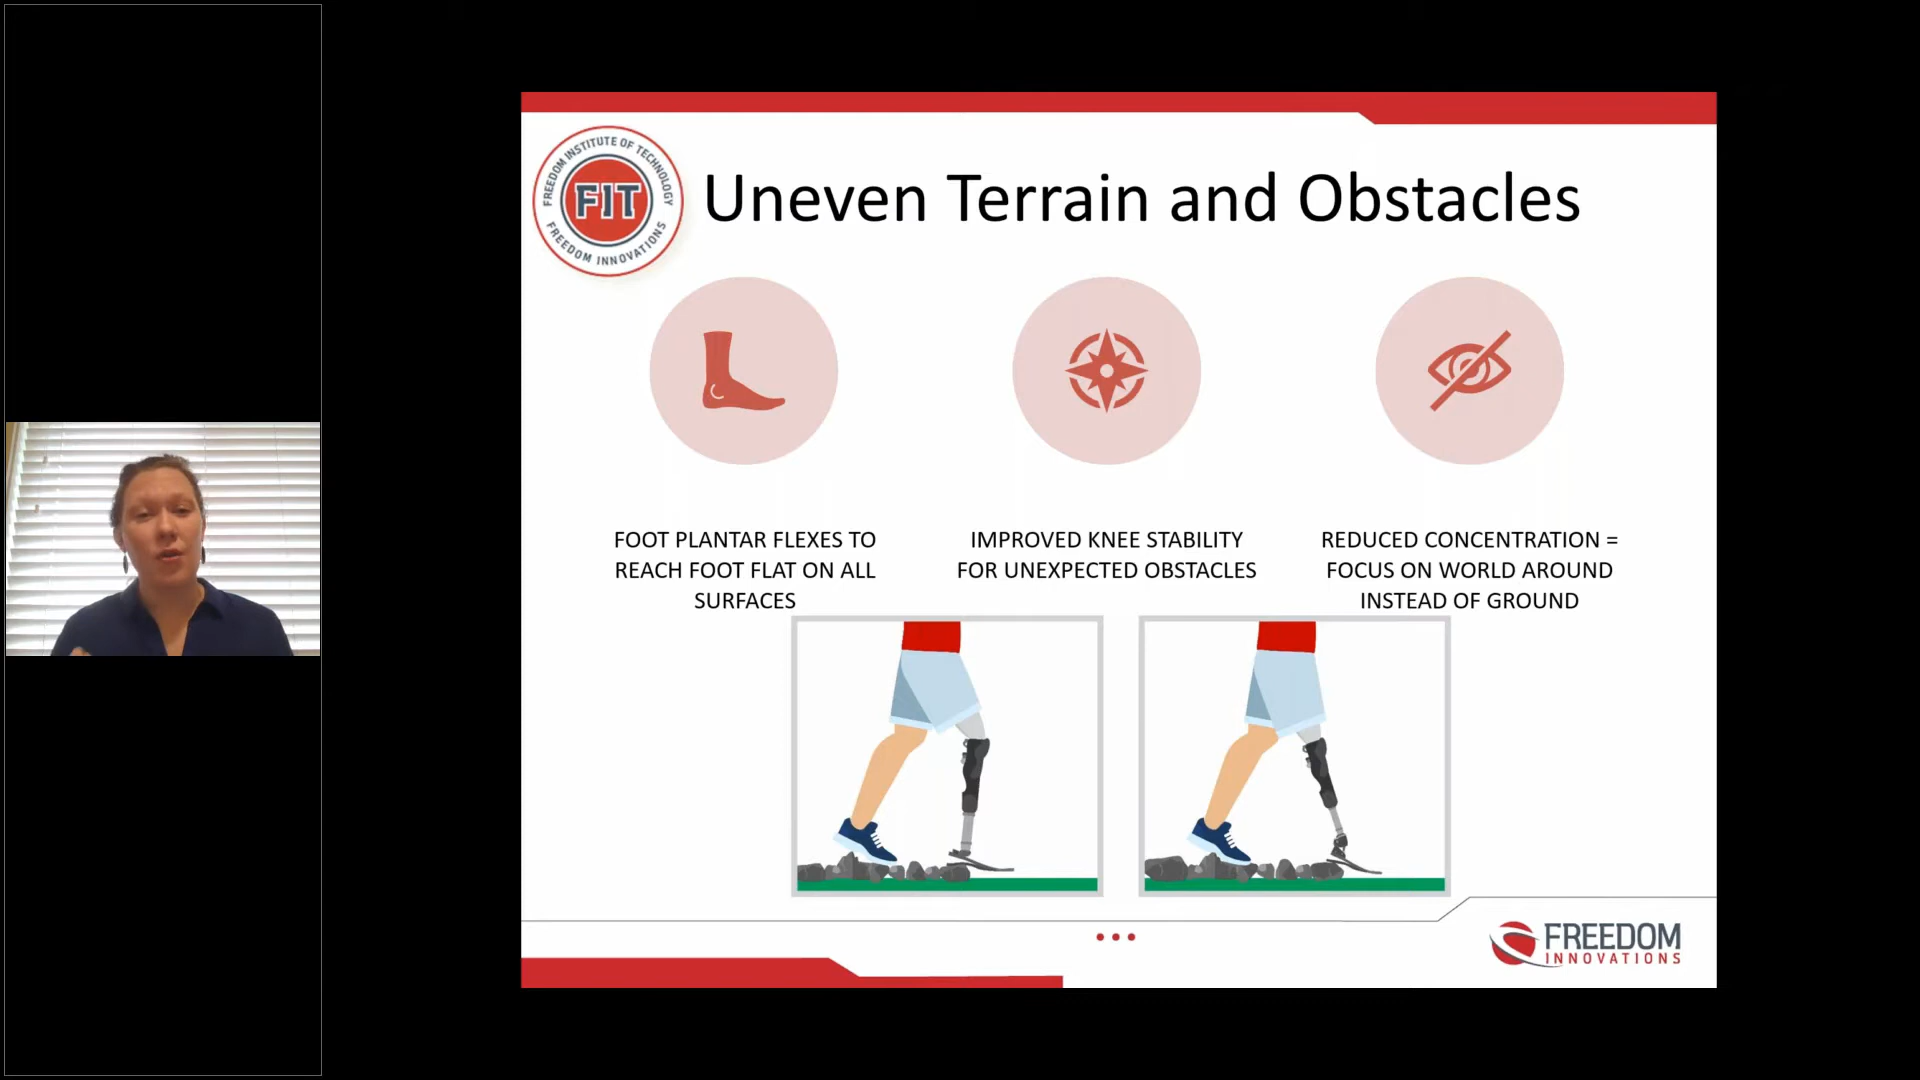 FREEDOM INSTITUTE OF TECHNOLOGY
FIT
FREEDOM INNOVATIONS
Uneven Terrain and Obstacles
FOOT PLANTAR FLEXES TO
REACH FOOT FLAT ON ALL
SURFACES
IMPROVED KNEE STABILITY
FOR UNEXPECTED OBSTACLES
REDUCED CONCENTRATION =
FOCUS ON WORLD AROUND
INSTEAD OF GROUND
FREEDOM
INNOVATIONS